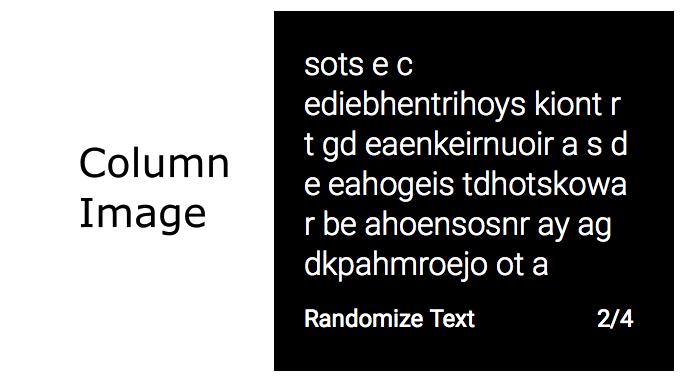 Column
Image
sots e c
ediebhentrihoys kiont r
t gd eaenkeirnuoir a s d
e eahogeis tdhotskowa
r be ahoensosnr ay ag
dkpahmroejo ot a
Randomize Text 2/4